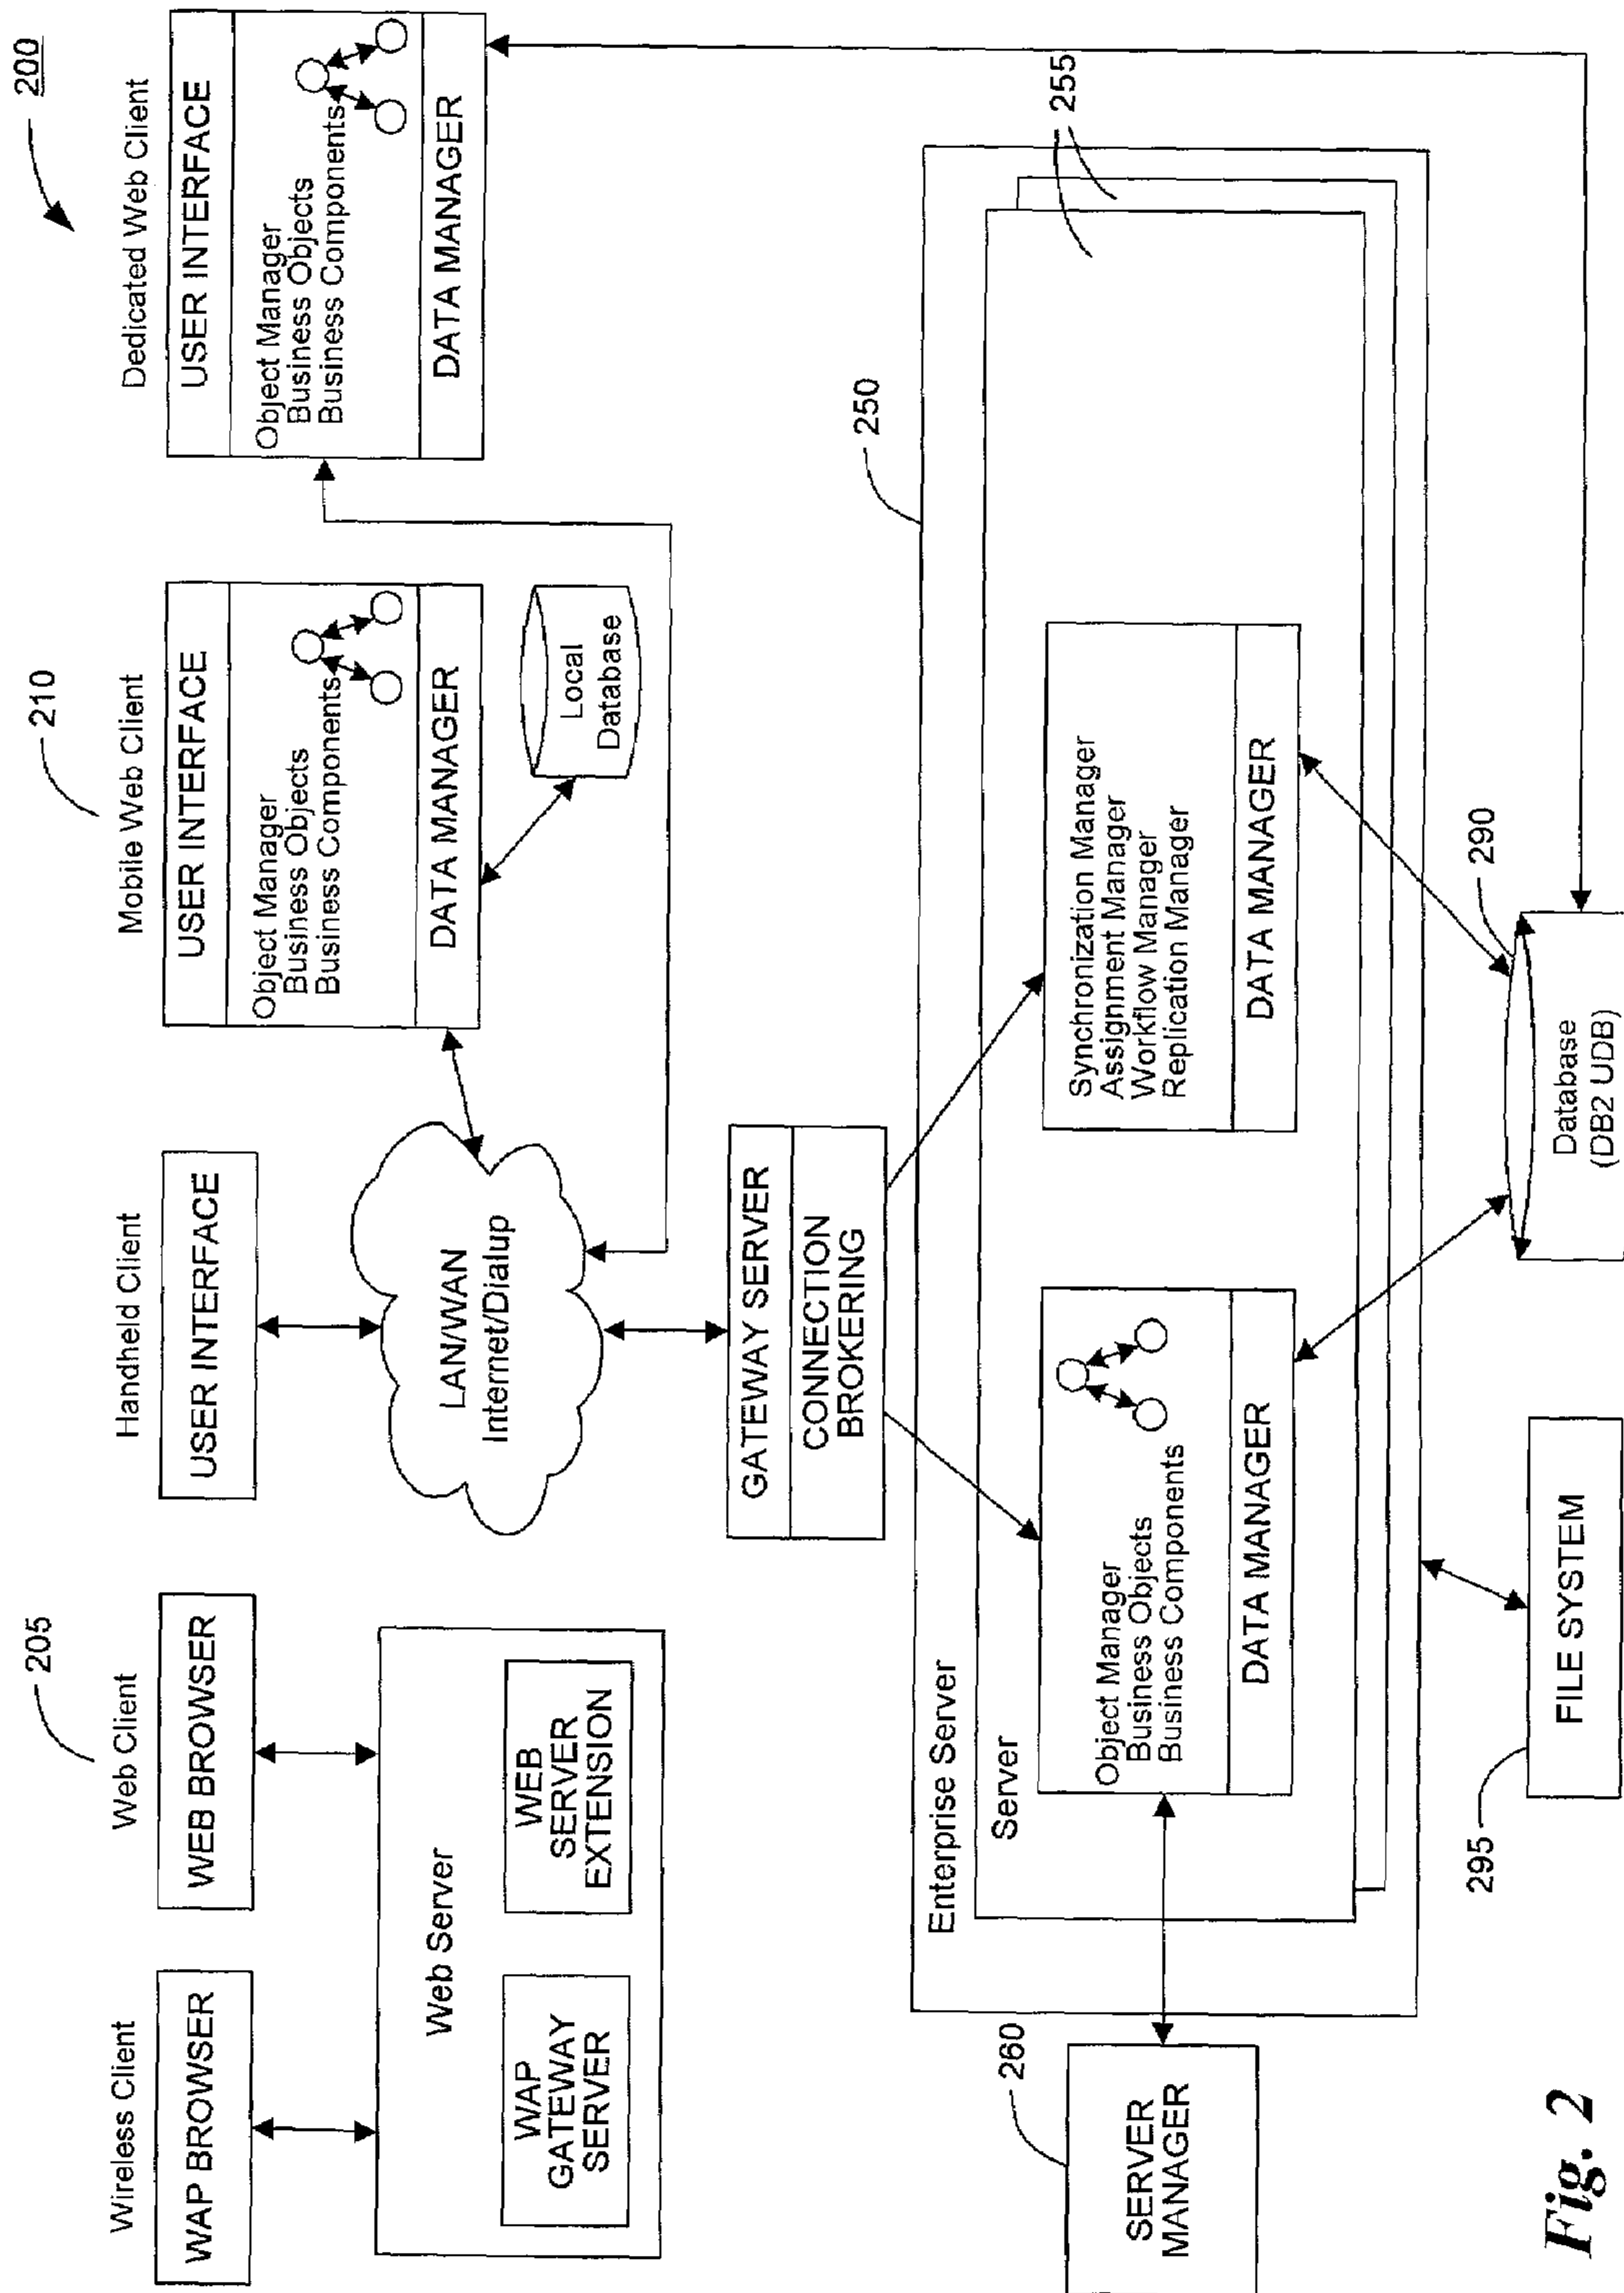 200
205
210
Wireless Client
Web Client
Handheld Client
Mobile Web Client
Dedicated Web Client
WAP BROWSER
WEB BROWSER
USER INTERFACE
USER INTERFACE
Object Manager
Business Objects
Business Components
DATA MANAGER
USER INTERFACE
Object Manager
Business Objects
Business Components
DATA MANAGER
Web Server
WAP
GATEWAY
SERVER
WEB
SERVER
EXTENSION
LAN/WAN
Internet/Dialup
Local
Database
GATEWAY SERVER
CONNECTION
BROKERING
250
255
Enterprise Server
Server
260
SERVER
MANAGER
Object Manager
Business Objects
Business Components
DATA MANAGER
Synchronization Manager
Assignment Manager
Workflow Manager
Replication Manager
DATA MANAGER
295
FILE SYSTEM
290
Database
(DB2 UDB)
Fig. 2